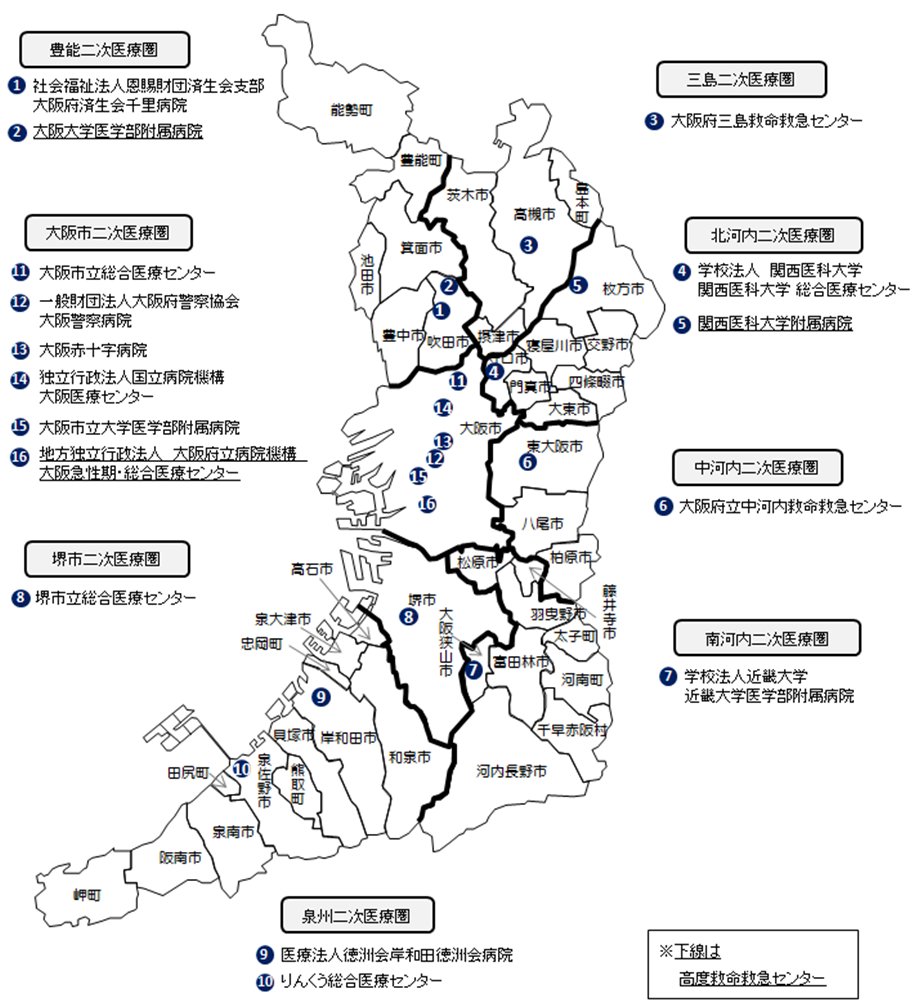 豊能二次医療圏
1 社会福祉法人恩賜財団済生会支部
大阪府済生会千里病院
2 大阪大学医学部附属病院
三島二次医療圏
3 大阪府三島救命救急センター
大阪市二次医療圏
11 大阪市立総合医療センター
12 一般財団法人大阪府警察協会
大阪警察病院
13 大阪赤十字病院
14 独立行政法人国立病院機構
大阪医療センター
15 大阪市立大学医学部附属病院
16 地方独立行政法人 大阪府立病院機構
大阪急性期・総合医療センター
北河内二次医療圏
4 学校法人 関西医科大学
関西医科大学 総合医療センター
5 関西医科大学附属病院
中河内二次医療圏
6 大阪府立中河内救命救急センター
堺市二次医療圏
8 堺市立総合医療センター
南河内二次医療圏
7 学校法人近畿大学
近畿大学医学部附属病院
能勢町
豊能町
茨木市
高槻市
島本町
3
箕面市
池田市
2
5
枚方市
1
豊中市
吹田市
摂津市
寝屋川市
交野市
口市
4
11
門真市
四條畷市
14
大東市
大阪市
13
東大阪市
12
6
15
16
八尾市
松原市
柏原市
高石市
藤井寺市
堺市
泉大津市
8
大阪狭山市
羽曳野市
忠岡町
太子町
富田林市
7
河南町
9
千早赤阪村
貝塚市
岸和田市
和泉市
河内長野市
10
泉佐野市
熊取町
田尻町
泉南市
阪南市
岬町
泉州二次医療圏
9 医療法人徳洲会岸和田徳洲会病院
10 りんくう総合医療センター
※下線は
高度救命救急センター